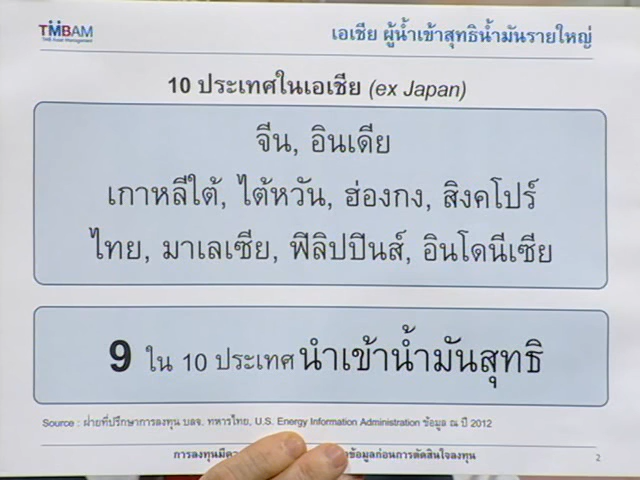 TMBAM
TMB Asset Management
เอเชีย ผู้นำเข้าสุทธิน้ำมันรายใหญ่
10 ประเทศในเอเชีย (ex Japan)
จีน, อินเดีย
เกาหลีใต้, ไต้หวัน, ฮ่องกง, สิงคโปร์
ไทย, มาเลเซีย, ฟิลิปปินส์, อินโดนีเซีย
9 ใน 10 ประเทศ นำเข้าน้ำมันสุทธิ
Source : ฝ่ายที่ปรึกษาการลงทุน บลจ. ทหารไทย, U.S. Energy Information Administration ข้อมูล ณ ปี 2012
การลงทุนมีคว ข้อมูลก่อนการตัดสินใจลงทุน
2